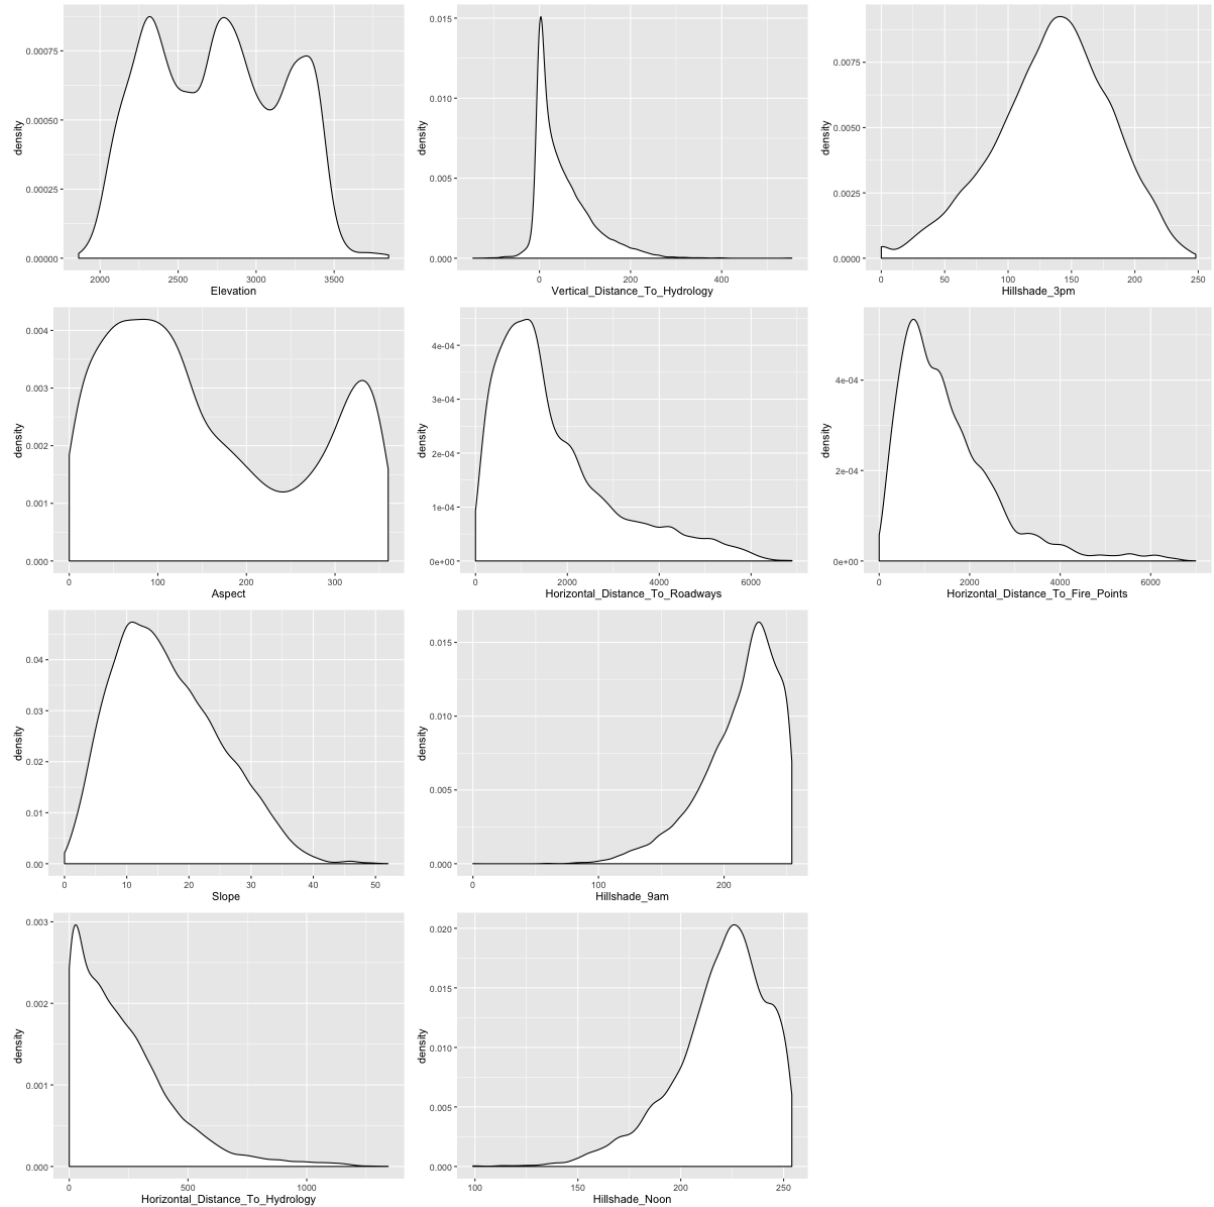 density
0.00075
0.00050
0.00025
0.00000
2000 2500 3000 3500
Elevation
density
0.015
0.010
0.005
0.000
0 200 400
Vertical_Distance_To_Hydrology
density
0.0075
0.0050
0.0025
0.0000
0 50 100 150 200 250
Hillshade_3pm
density
0.004
0.003
0.002
0.001
0.000
0 100 200 300
Aspect
density
4e-04
3e-04
2e-04
1e-04
0e+00
0 2000 4000 6000
Horizontal_Distance_To_Roadways
density
4e-04
2e-04
0e+00
0 2000 4000 6000
Horizontal_Distance_To_Fire_Points
density
0.04
0.03
0.02
0.01
0.00
0 10 20 30 40 50
Slope
density
0.015
0.010
0.005
0.000
0 100 200
Hillshade_9am
density
0.003
0.002
0.001
0.000
0 500 1000
Horizontal_Distance_To_Hydrology
density
0.020
0.015
0.010
0.005
0.000
100 150 200 250
Hillshade_Noon